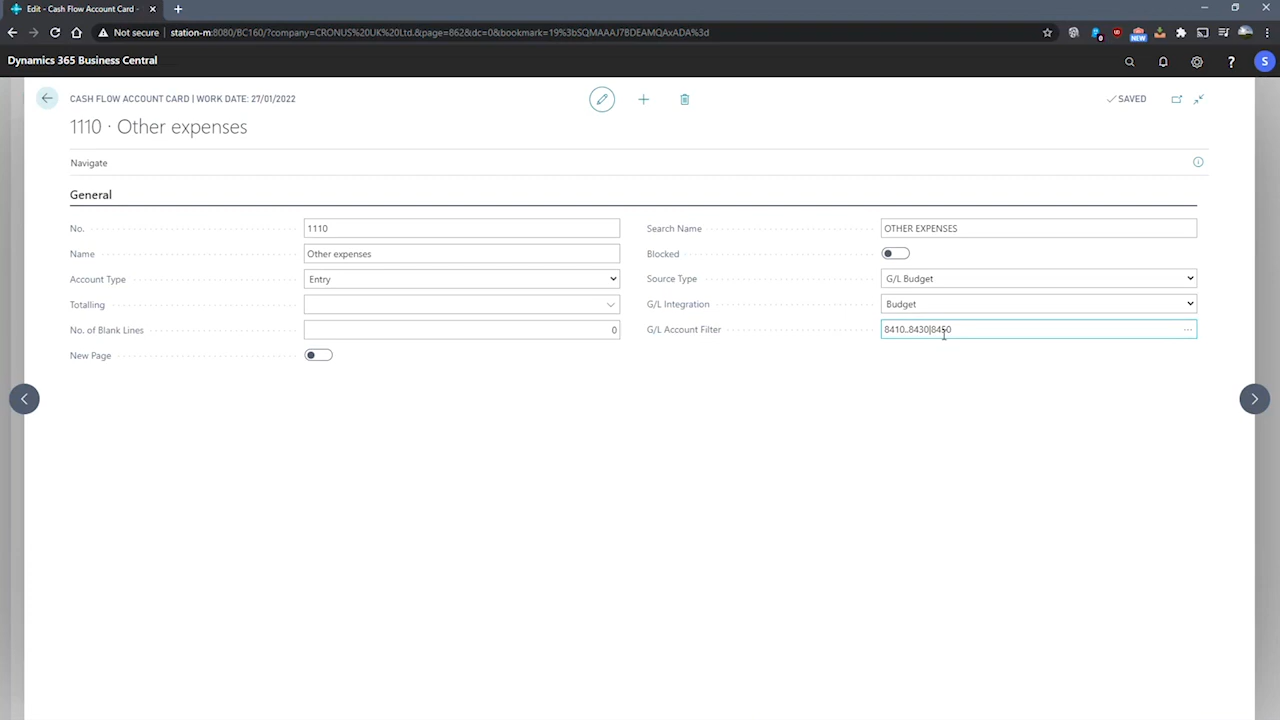 Edit - Cash Flow Account Card -
Not secure station-m:8080/BC160/?company=CRONUS%20UK%20Ltd.&page=862&dc=0&bookmark=19%3bSQMAAAJ7BDEAMQAxADA%3d
NEW
Dynamics 365 Business Central
S
CASH FLOW ACCOUNT CARD | WORK DATE: 27/01/2022
SAVED
1110 · Other expenses
Navigate
General
No. 1110
Search Name OTHER EXPENSES
Name Other expenses
Blocked
Account Type Entry
Source Type G/L Budget
Totalling
G/L Integration Budget
No. of Blank Lines 0
G/L Account Filter 8410..8430|8450
New Page